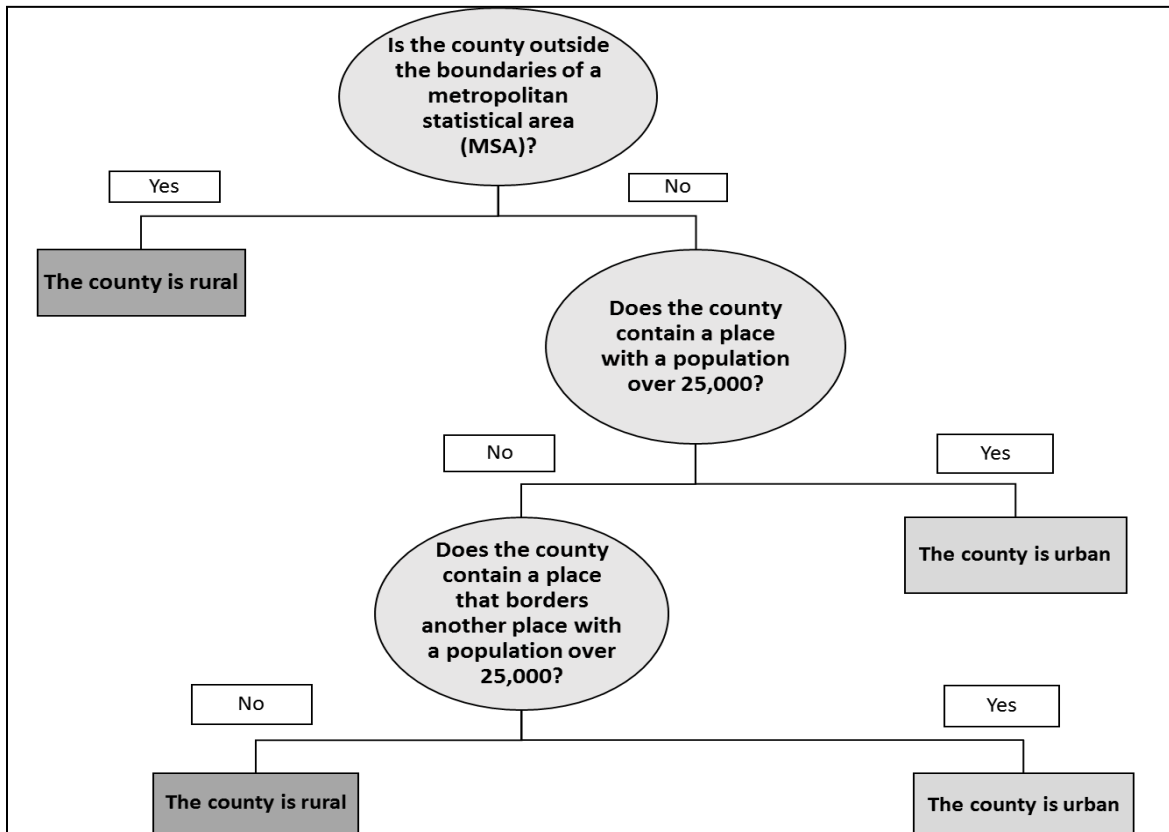 Is the county outside
the boundaries of a
metropolitan
statistical area
(MSA)?
Yes
No
The county is rural
Does the county
contain a place
with a population
over 25,000?
No
Yes
Does the county
contain a place
that borders
another place with
a population over
25,000?
The county is urban
No
Yes
The county is rural
The county is urban